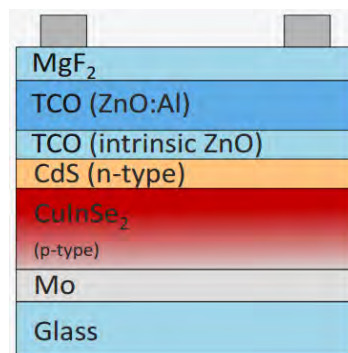 MgF₂
TCO (ZnO:Al)
TCO (intrinsic ZnO)
CdS (n-type)
CuInSe₂
(p-type)
Mo
Glass